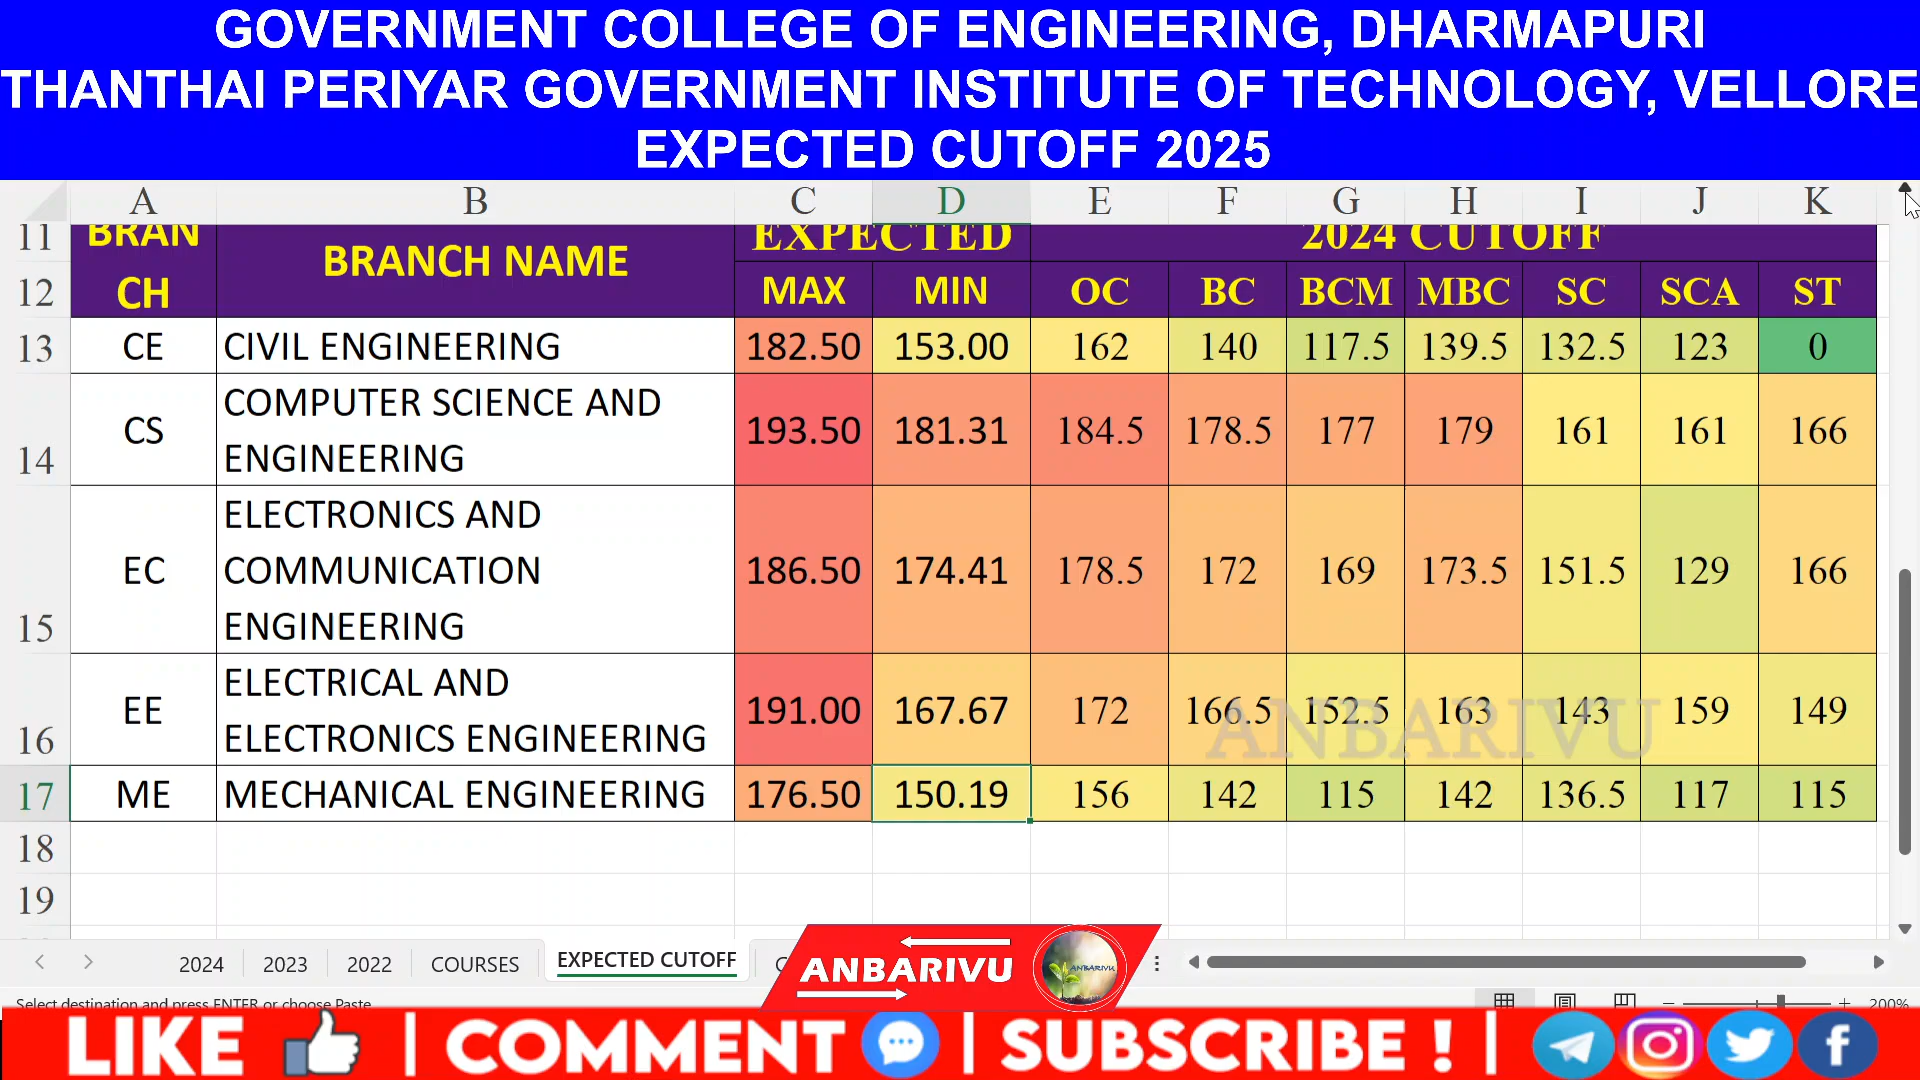 GOVERNMENT COLLEGE OF ENGINEERING, DHARMAPURI
THANTHAI PERIYAR GOVERNMENT INSTITUTE OF TECHNOLOGY, VELLORE
EXPECTED CUTOFF 2025
A B C D E F G H I J K
11 BRAN BRANCH NAME EXPECTED 2024 CUTOFF
12 CH MAX MIN OC BC BCM MBC SC SCA ST
13 CE CIVIL ENGINEERING 182.50 153.00 162 140 117.5 139.5 132.5 123 0
COMPUTER SCIENCE AND
14 CS ENGINEERING 193.50 181.31 184.5 178.5 177 179 161 161 166
ELECTRONICS AND
EC COMMUNICATION 186.50 174.41 178.5 172 169 173.5 151.5 129 166
15 ENGINEERING
ELECTRICAL AND
16 EE ELECTRONICS ENGINEERING 191.00 167.67 172 166.5 152.5 163 143 159 149
ANBARIVU
17 ME MECHANICAL ENGINEERING 176.50 150.19 156 142 115 142 136.5 117 115
18
19
2024 2023 2022 COURSES EXPECTED CUTOFF
ANBARIVU
ANBARIVU
Select destination and press ENTER or choose Paste
200%
LIKE | COMMENT | SUBSCRIBE ! |